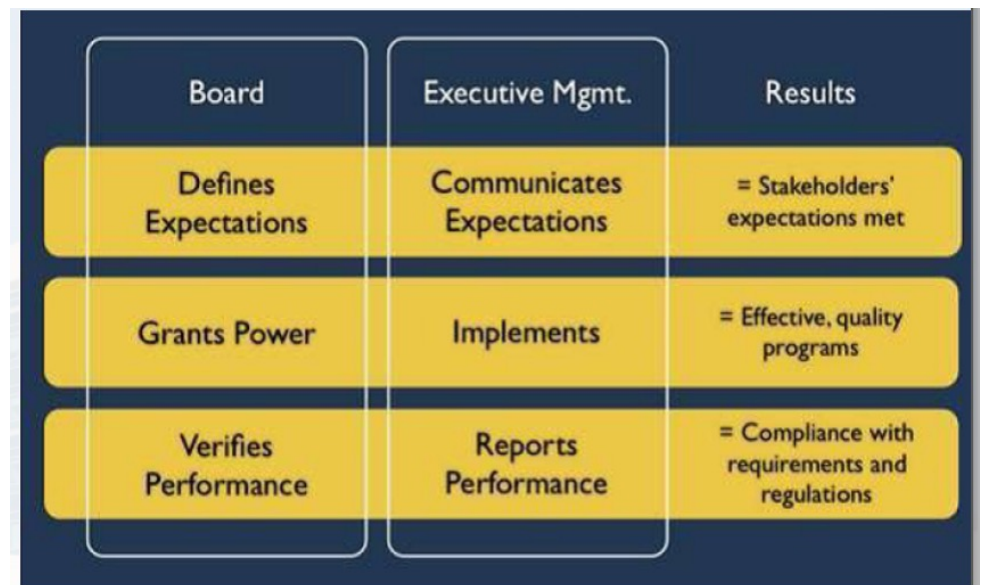 Board
Executive Mgmt.
Results
Defines
Expectations
Communicates
Expectations
= Stakeholders'
expectations met
Grants Power
Implements
= Effective, quality
programs
Verifies
Performance
Reports
Performance
= Compliance with
requirements and
regulations